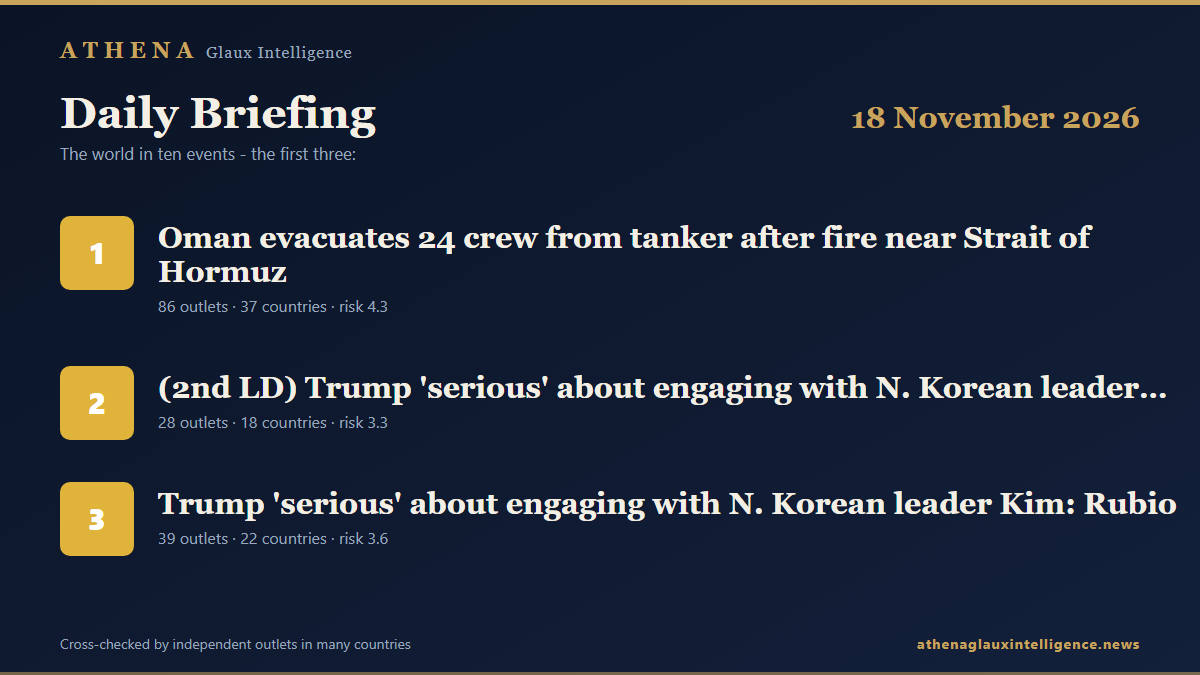 ATHENA Glaux Intelligence
Daily Briefing
18 November 2026
The world in ten events - the first three:
1
Oman evacuates 24 crew from tanker after fire near Strait of
Hormuz
86 outlets · 37 countries · risk 4.3
2
(2nd LD) Trump 'serious' about engaging with N. Korean leader...
28 outlets · 18 countries · risk 3.3
3
Trump 'serious' about engaging with N. Korean leader Kim: Rubio
39 outlets · 22 countries · risk 3.6
Cross-checked by independent outlets in many countries
athenaglauxintelligence.news